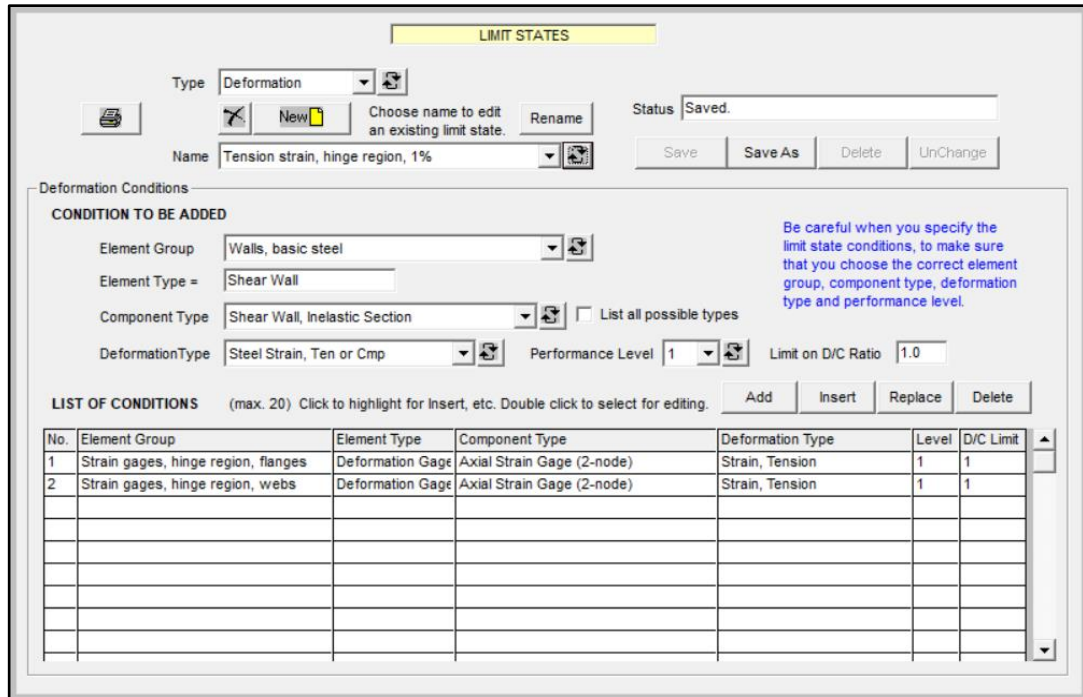 LIMIT STATES
Type Deformation
New Choose name to edit an existing limit state. Rename
Status Saved.
Name Tension strain, hinge region, 1%
Save Save As Delete UnChange
Deformation Conditions
CONDITION TO BE ADDED
Element Group Walls, basic steel
Element Type = Shear Wall
Component Type Shear Wall, Inelastic Section List all possible types
Be careful when you specify the
limit state conditions, to make sure
that you choose the correct element
group, component type, deformation
type and performance level.
DeformationType Steel Strain, Ten or Cmp Performance Level 1 Limit on D/C Ratio 1.0
LIST OF CONDITIONS (max. 20) Click to highlight for Insert, etc. Double click to select for editing. Add Insert Replace Delete
No. Element Group Element Type Component Type Deformation Type Level D/C Limit
1 Strain gages, hinge region, flanges Deformation Gage Axial Strain Gage (2-node) Strain, Tension 1 1
2 Strain gages, hinge region, webs Deformation Gage Axial Strain Gage (2-node) Strain, Tension 1 1